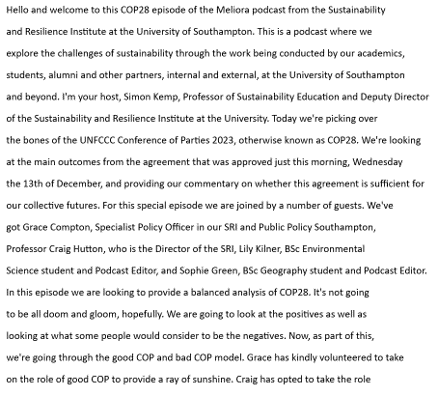 Hello and welcome to this COP28 episode of the Meliora podcast from the Sustainability
and Resilience Institute at the University of Southampton. This is a podcast where we
explore the challenges of sustainability through the work being conducted by our academics,
students, alumni and other partners, internal and external, at the University of Southampton
and beyond. I'm your host, Simon Kemp, Professor of Sustainability Education and Deputy Director
of the Sustainability and Resilience Institute at the University. Today we're picking over
the bones of the UNFCCC Conference of Parties 2023, otherwise known as COP28. We're looking
at the main outcomes from the agreement that was approved just this morning, Wednesday
the 13th of December, and providing our commentary on whether this agreement is sufficient for
our collective futures. For this special episode we are joined by a number of guests. We've
got Grace Compton, Specialist Policy Officer in our SRI and Public Policy Southampton,
Professor Craig Hutton, who is the Director of the SRI, Lily Kilner, BSc Environmental
Science student and Podcast Editor, and Sophie Green, BSc Geography student and Podcast Editor.
In this episode we are looking to provide a balanced analysis of COP28. It's not going
to be all doom and gloom, hopefully. We are going to look at the positives as well as
looking at what some people would consider to be the negatives. Now, as part of this,
we're going through the good COP and bad COP model. Grace has kindly volunteered to take
on the role of good COP to provide a ray of sunshine. Craig has opted to take the role